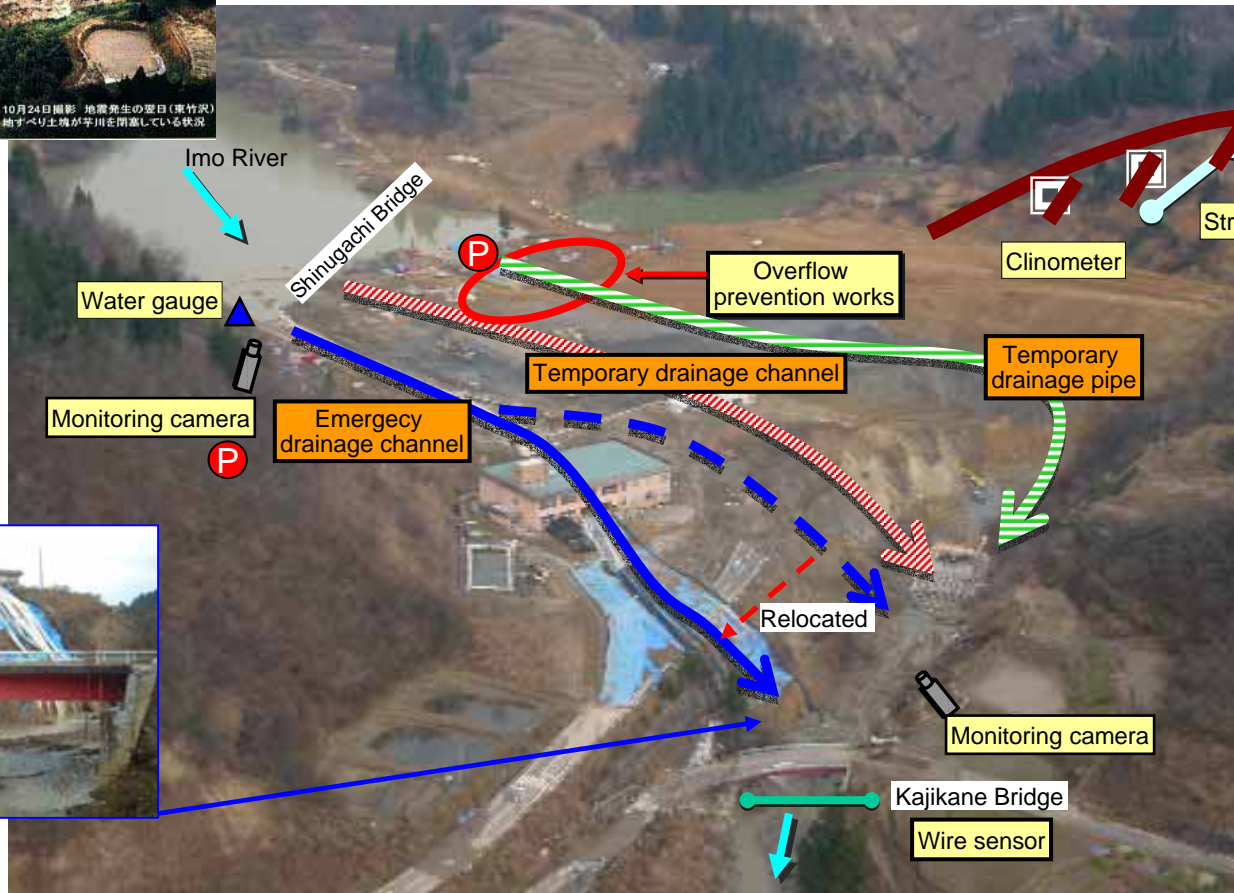 10月24日撮影 地震発生の翌日(東竹沢)
地すべり土塊が芋川を閉塞している状況
Imo River
Shinugachi Bridge
P
Overflow
prevention works
Clinometer
Str
Water gauge
Temporary drainage channel
Temporary
drainage pipe
Monitoring camera
Emergecy
drainage channel
P
Relocated
Monitoring camera
Kajikane Bridge
Wire sensor